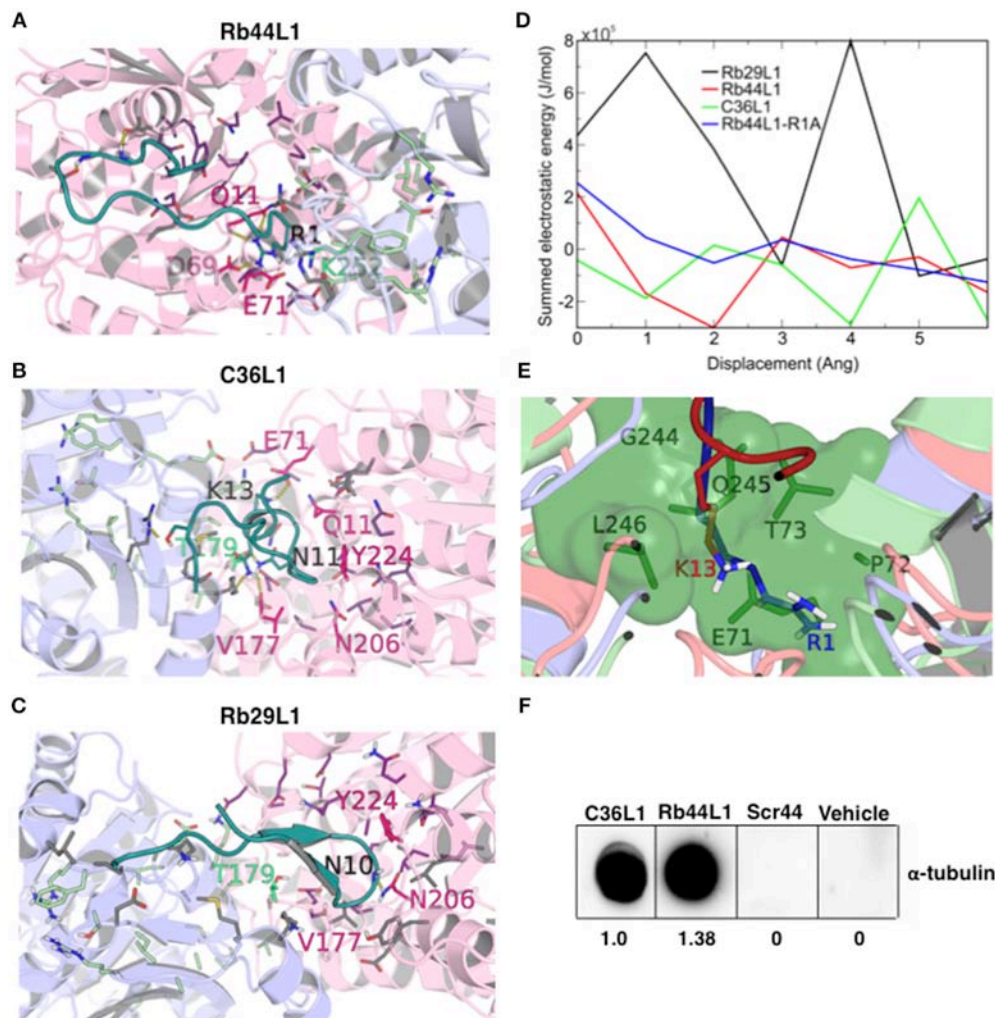 A
Rb44L1
Q11
R1
D69
K252
E71
B
C36L1
E71
K13
Q11
T179
N11
Y224
V177
N206
C
Rb29L1
Y224
N10
T179
N206
V177
D
x10⁵
Summed electrostatic energy (J/mol)
8
6
4
2
0
-2
Rb29L1
Rb44L1
C36L1
Rb44L1-R1A
0 1 2 3 4 5
Displacement (Ang)
E
G244
Q245
T73
L246
K13
P72
E71
R1
F
C36L1 Rb44L1 Scr44 Vehicle
α-tubulin
1.0 1.38 0 0